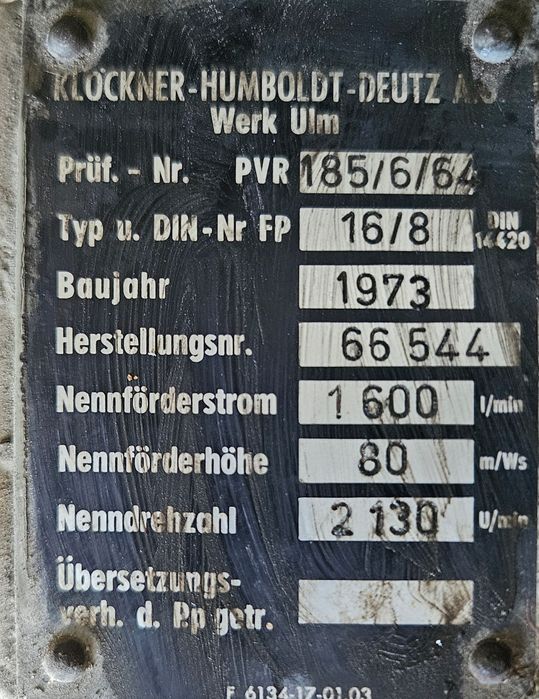 KLÖCKNER-HUMBOLDT-DEUTZ A.G
Werk Ulm
Prüf. - Nr. PVR 185/6/64
Typ u. DIN-Nr FP 16/8 DIN 14420
Baujahr 1973
Herstellungsnr. 66 544
Nennförderstrom 1 600 l/min
Nennförderhöhe 80 m/Ws
Nenndrehzahl 2 130 U/min
Übersetzungs-
verh. d. Pp getr.
F 6134-17-01 03